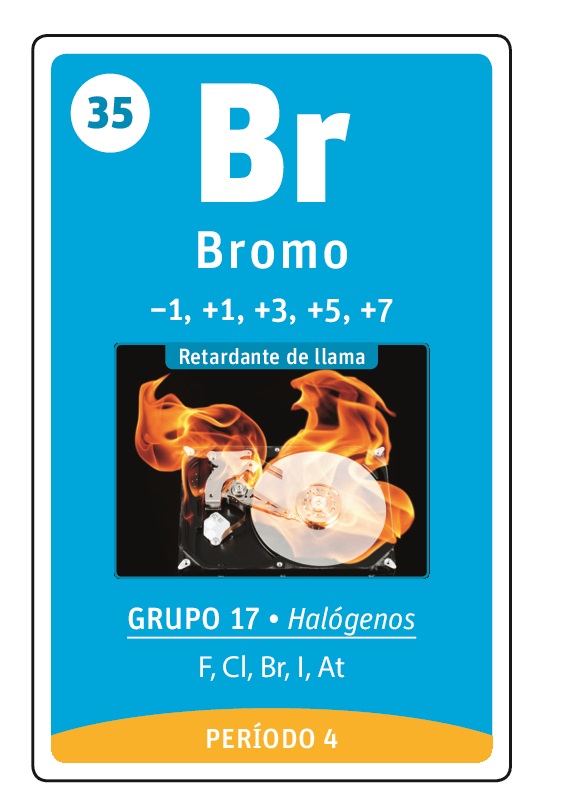 35
Br
Bromo
–1, +1, +3, +5, +7
Retardante de llama
GRUPO 17 • Halógenos
F, Cl, Br, I, At
PERÍODO 4